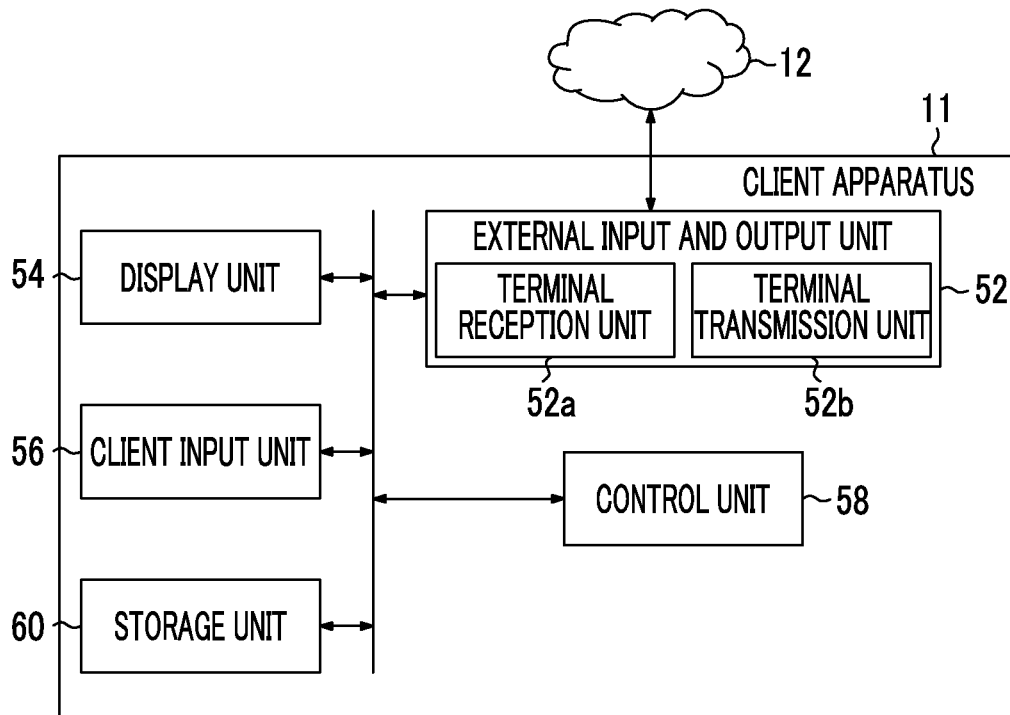 12
11
CLIENT APPARATUS
EXTERNAL INPUT AND OUTPUT UNIT
54
DISPLAY UNIT
TERMINAL
RECEPTION UNIT
TERMINAL
TRANSMISSION UNIT
52
52a
52b
56
CLIENT INPUT UNIT
CONTROL UNIT
58
60
STORAGE UNIT